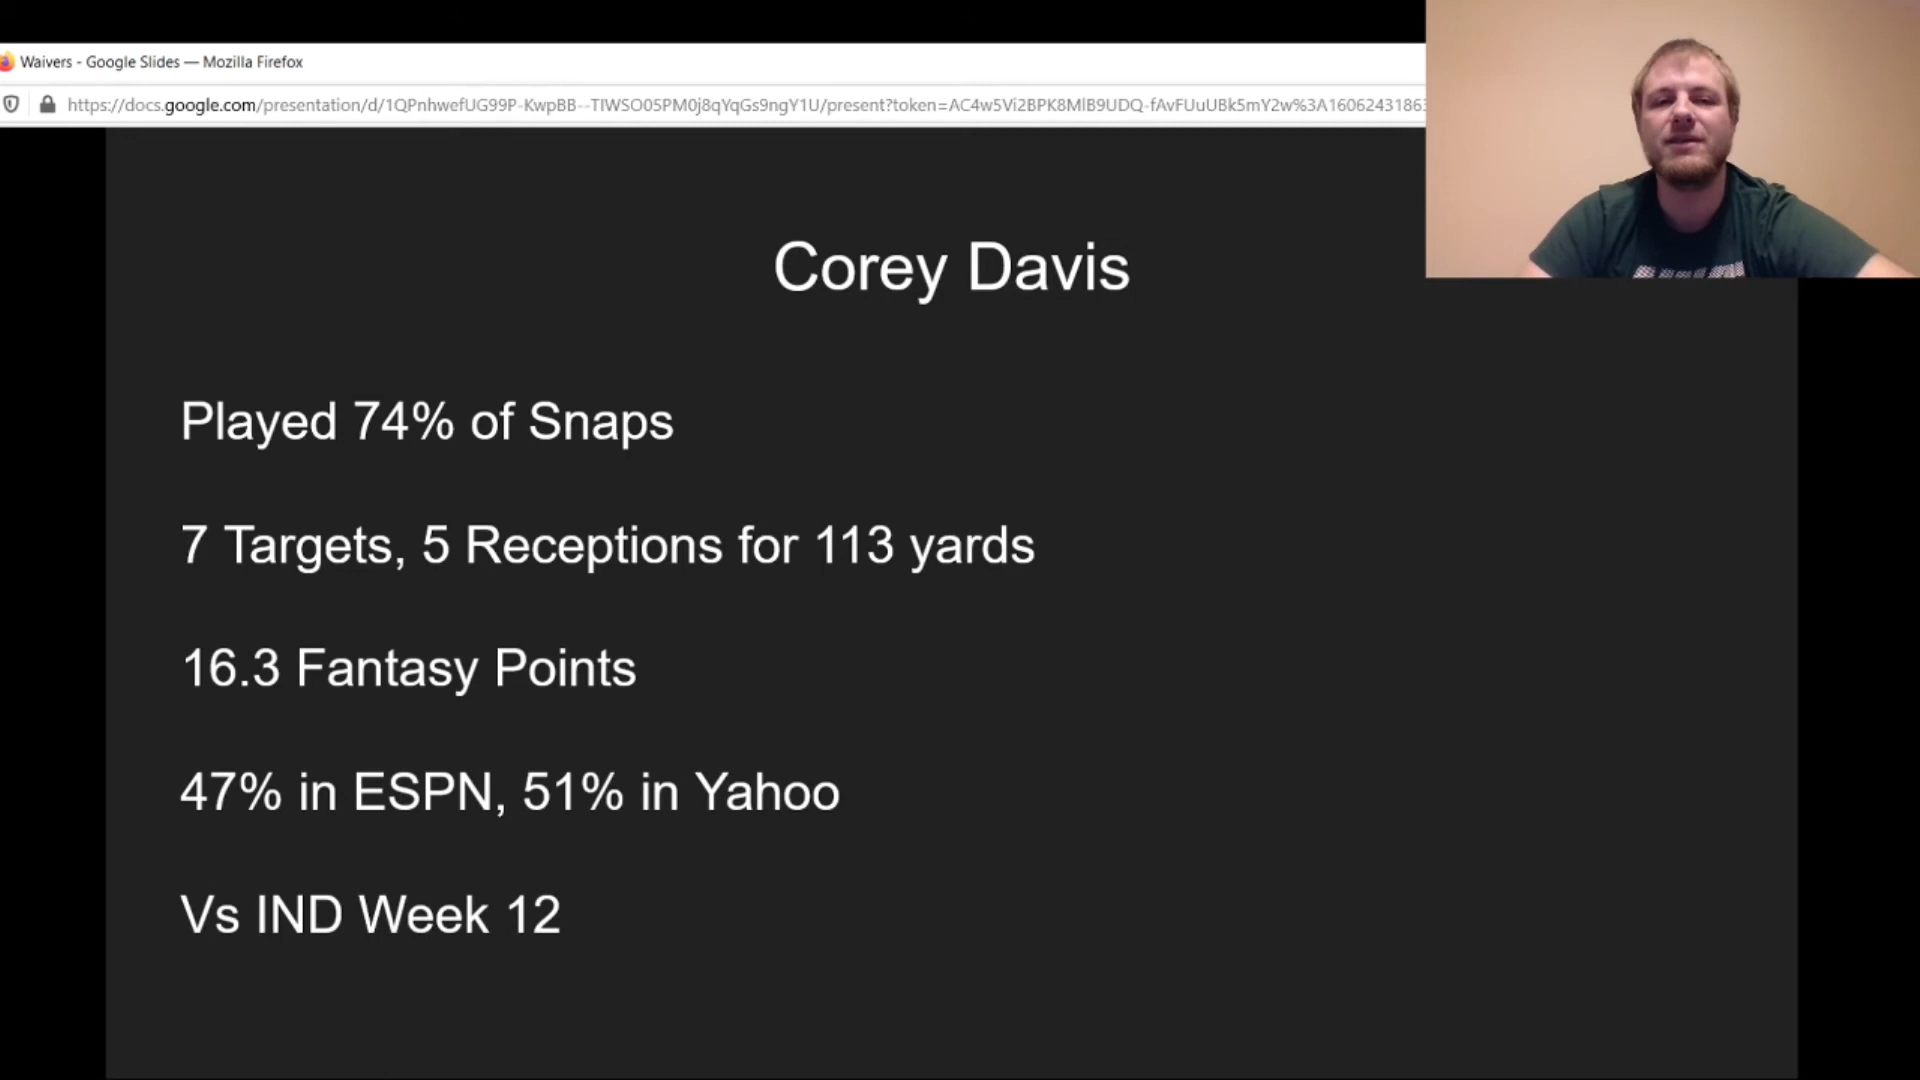 Waivers - Google Slides — Mozilla Firefox
https://docs.google.com/presentation/d/1QPnhwefUG99P-KwpBB--TIWSO05PM0j8qYqGs9ngY1U/present?token=AC4w5Vi2BPK8MlB9UDQ-fAvFUuUBk5mY2w%3A1606243186
Corey Davis
Played 74% of Snaps
7 Targets, 5 Receptions for 113 yards
16.3 Fantasy Points
47% in ESPN, 51% in Yahoo
Vs IND Week 12